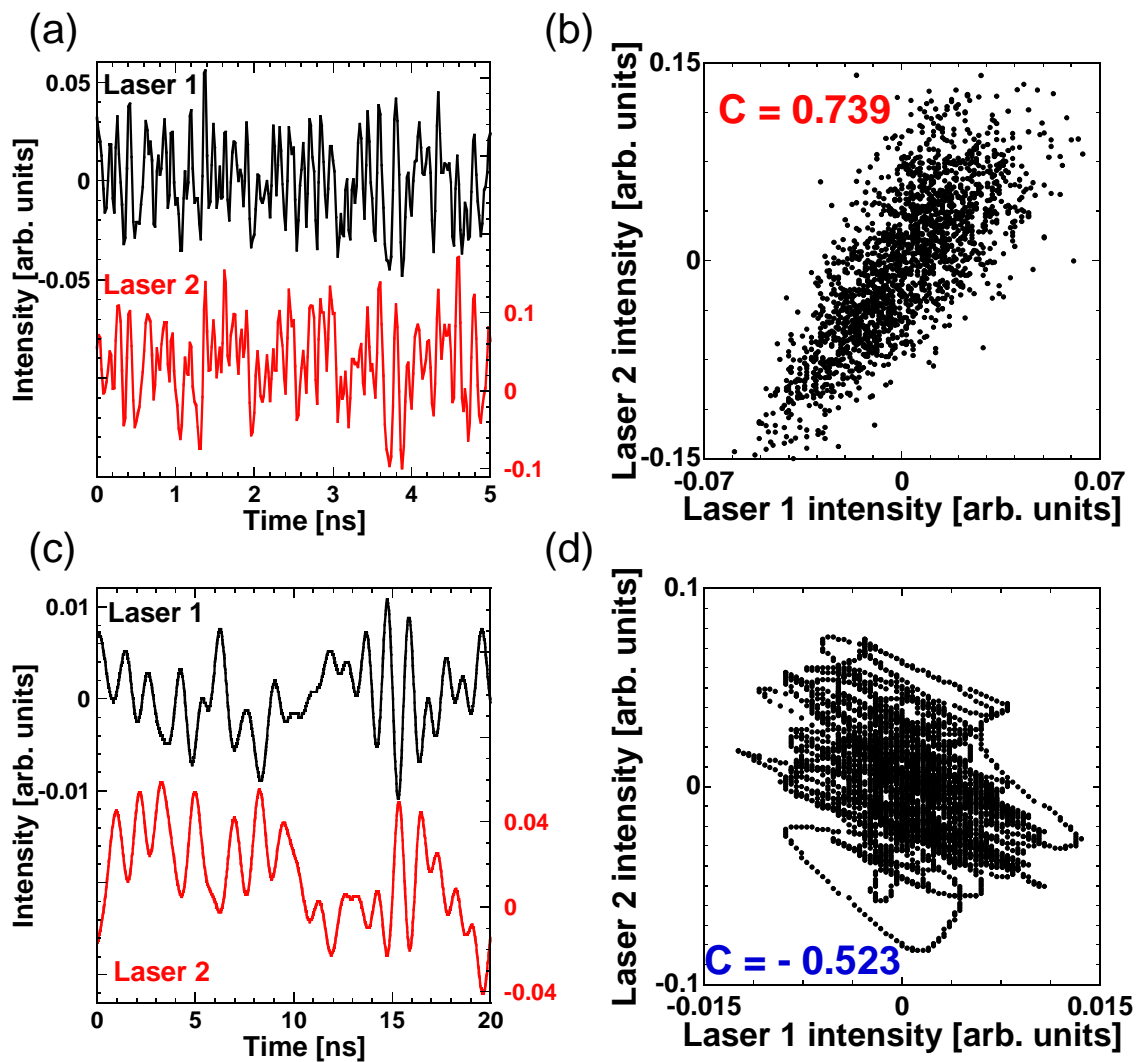 (a)
Intensity [arb. units]
0.05
0
-0.05
Laser 1
Laser 2
0.1
0
-0.1
0 1 2 3 4 5
Time [ns]
(b)
Laser 2 intensity [arb. units]
0.15
0
-0.15
C = 0.739
-0.07 0 0.07
Laser 1 intensity [arb. units]
(c)
Intensity [arb. units]
0.01
0
-0.01
Laser 1
Laser 2
0.04
0
-0.04
0 5 10 15 20
Time [ns]
(d)
Laser 2 intensity [arb. units]
0.1
0
-0.1
C = - 0.523
-0.015 0 0.015
Laser 1 intensity [arb. units]